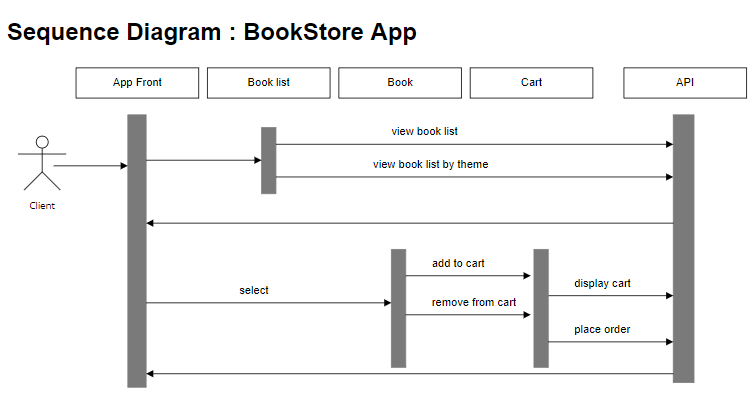 Sequence Diagram : BookStore App
App Front
Book list
Book
Cart
API
view book list
view book list by theme
Client
add to cart
display cart
select
remove from cart
place order